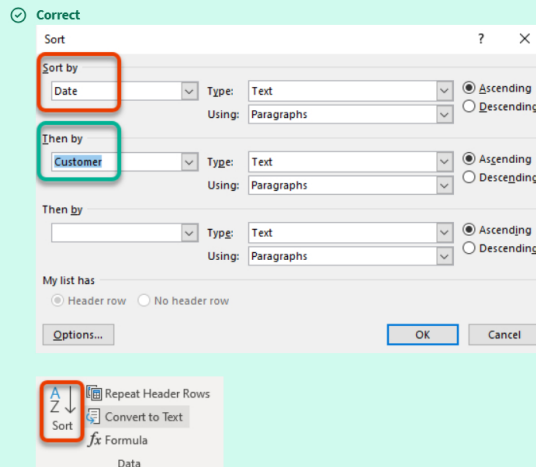 Correct
Sort ? X
Sort by
Date Type: Text Ascending
Using: Paragraphs Descending
Then by
Customer Type: Text Ascending
Using: Paragraphs Descending
Then by
Type: Text Ascending
Using: Paragraphs Descending
My list has
Header row No header row
Options... OK Cancel
A
Z
Sort
Repeat Header Rows
Convert to Text
fx Formula
Data